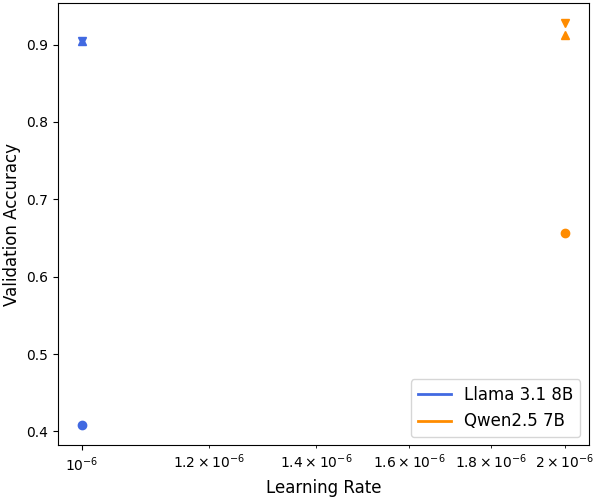 Validation Accuracy
0.9
0.8
0.7
0.6
0.5
0.4
10⁻⁶
1.2 × 10⁻⁶
1.4 × 10⁻⁶
1.6 × 10⁻⁶
1.8 × 10⁻⁶
2 × 10⁻⁶
Learning Rate
Llama 3.1 8B
Qwen2.5 7B